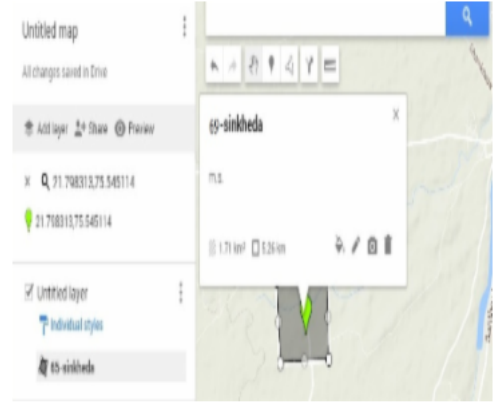 Untitled map
All changes saved in Drive
Add layer Share Preview
21.798313,75.545114
21.798313,75.545114
Untitled layer
Individual styles
65-sinkheda
69-sinkheda
m.s.
1.71 km² 5.26 km